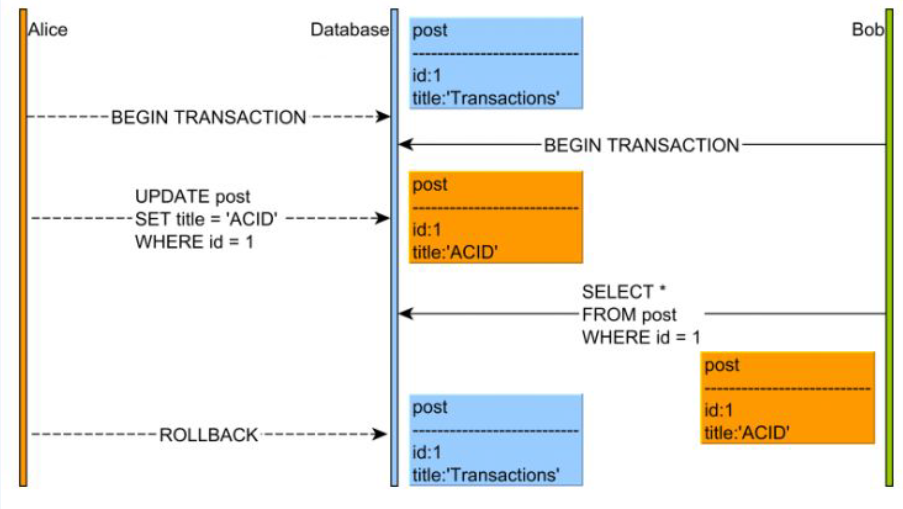 Alice
Database
Bob
post
id:1
title:'Transactions'
BEGIN TRANSACTION
BEGIN TRANSACTION
UPDATE post
SET title = 'ACID'
WHERE id = 1
post
id:1
title:'ACID'
SELECT *
FROM post
WHERE id = 1
post
id:1
title:'ACID'
ROLLBACK
post
id:1
title:'Transactions'